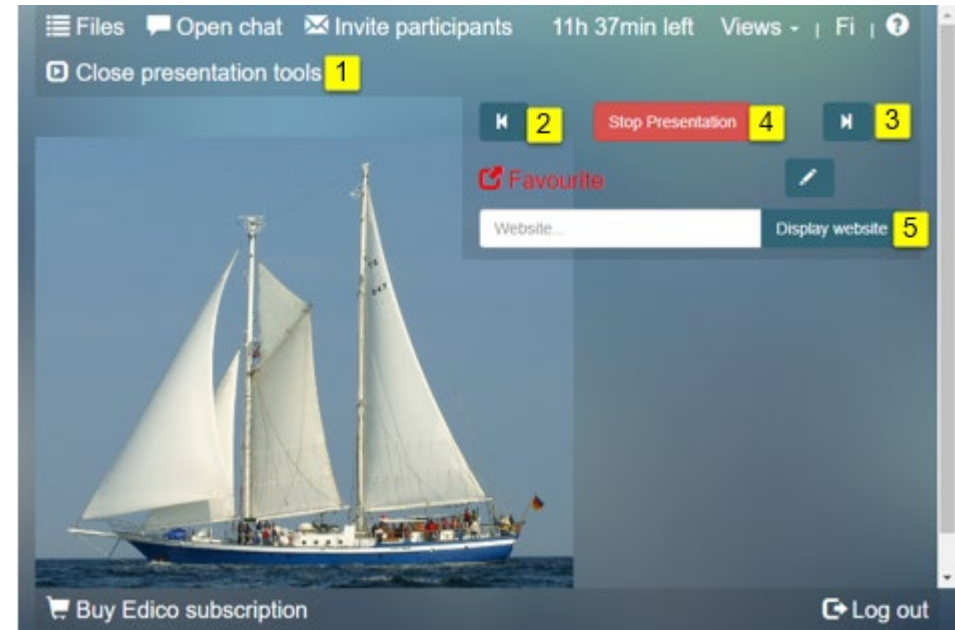 Files Open chat Invite participants 11h 37min left Views | Fi | ?
Close presentation tools 1
2 Stop Presentation 4 3
Favourite
Website... Display website 5
Buy Edico subscription Log out